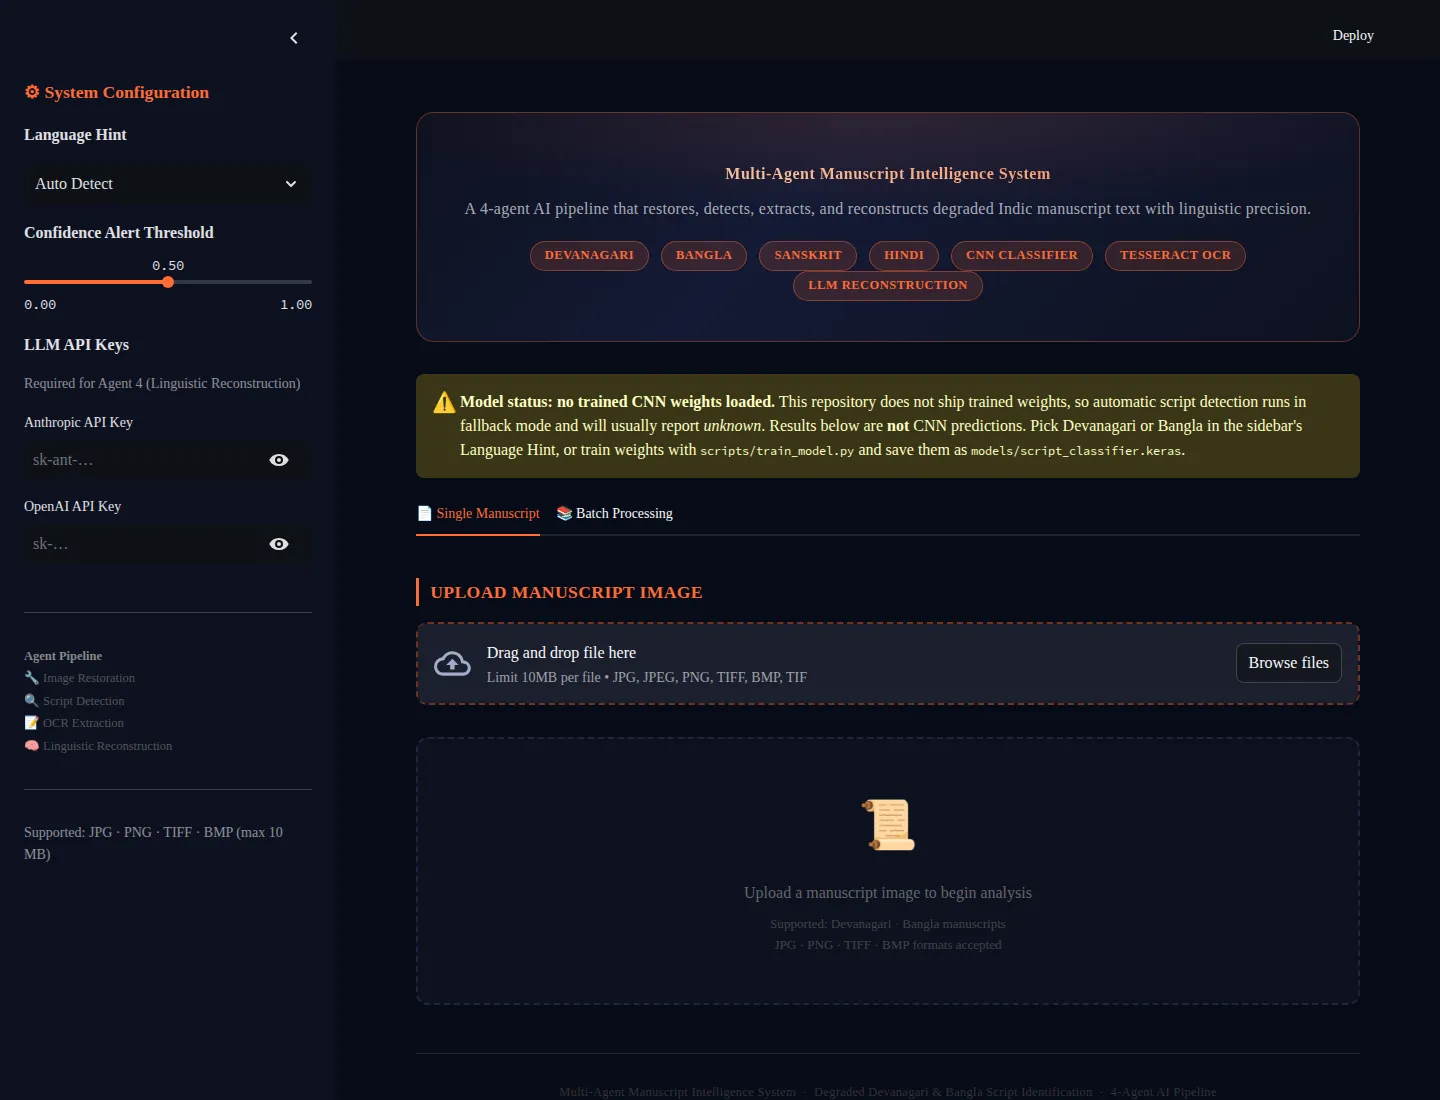 Deploy
System Configuration
Language Hint
Auto Detect
Confidence Alert Threshold
0.50
0.00 1.00
LLM API Keys
Required for Agent 4 (Linguistic Reconstruction)
Anthropic API Key
sk-ant-...
OpenAI API Key
sk-...
Agent Pipeline
Image Restoration
Script Detection
OCR Extraction
Linguistic Reconstruction
Supported: JPG · PNG · TIFF · BMP (max 10
MB)
Multi-Agent Manuscript Intelligence System
A 4-agent AI pipeline that restores, detects, extracts, and reconstructs degraded Indic manuscript text with linguistic precision.
DEVANAGARI BANGLA SANSKRIT HINDI CNN CLASSIFIER TESSERACT OCR
LLM RECONSTRUCTION
Model status: no trained CNN weights loaded. This repository does not ship trained weights, so automatic script detection runs in
fallback mode and will usually report unknown. Results below are not CNN predictions. Pick Devanagari or Bangla in the sidebar's
Language Hint, or train weights with scripts/train_model.py and save them as models/script_classifier.keras.
Single Manuscript Batch Processing
UPLOAD MANUSCRIPT IMAGE
Drag and drop file here
Limit 10MB per file • JPG, JPEG, PNG, TIFF, BMP, TIF
Browse files
Upload a manuscript image to begin analysis
Supported: Devanagari · Bangla manuscripts
JPG · PNG · TIFF · BMP formats accepted
Multi-Agent Manuscript Intelligence System · Degraded Devanagari & Bangla Script Identification · 4-Agent AI Pipeline